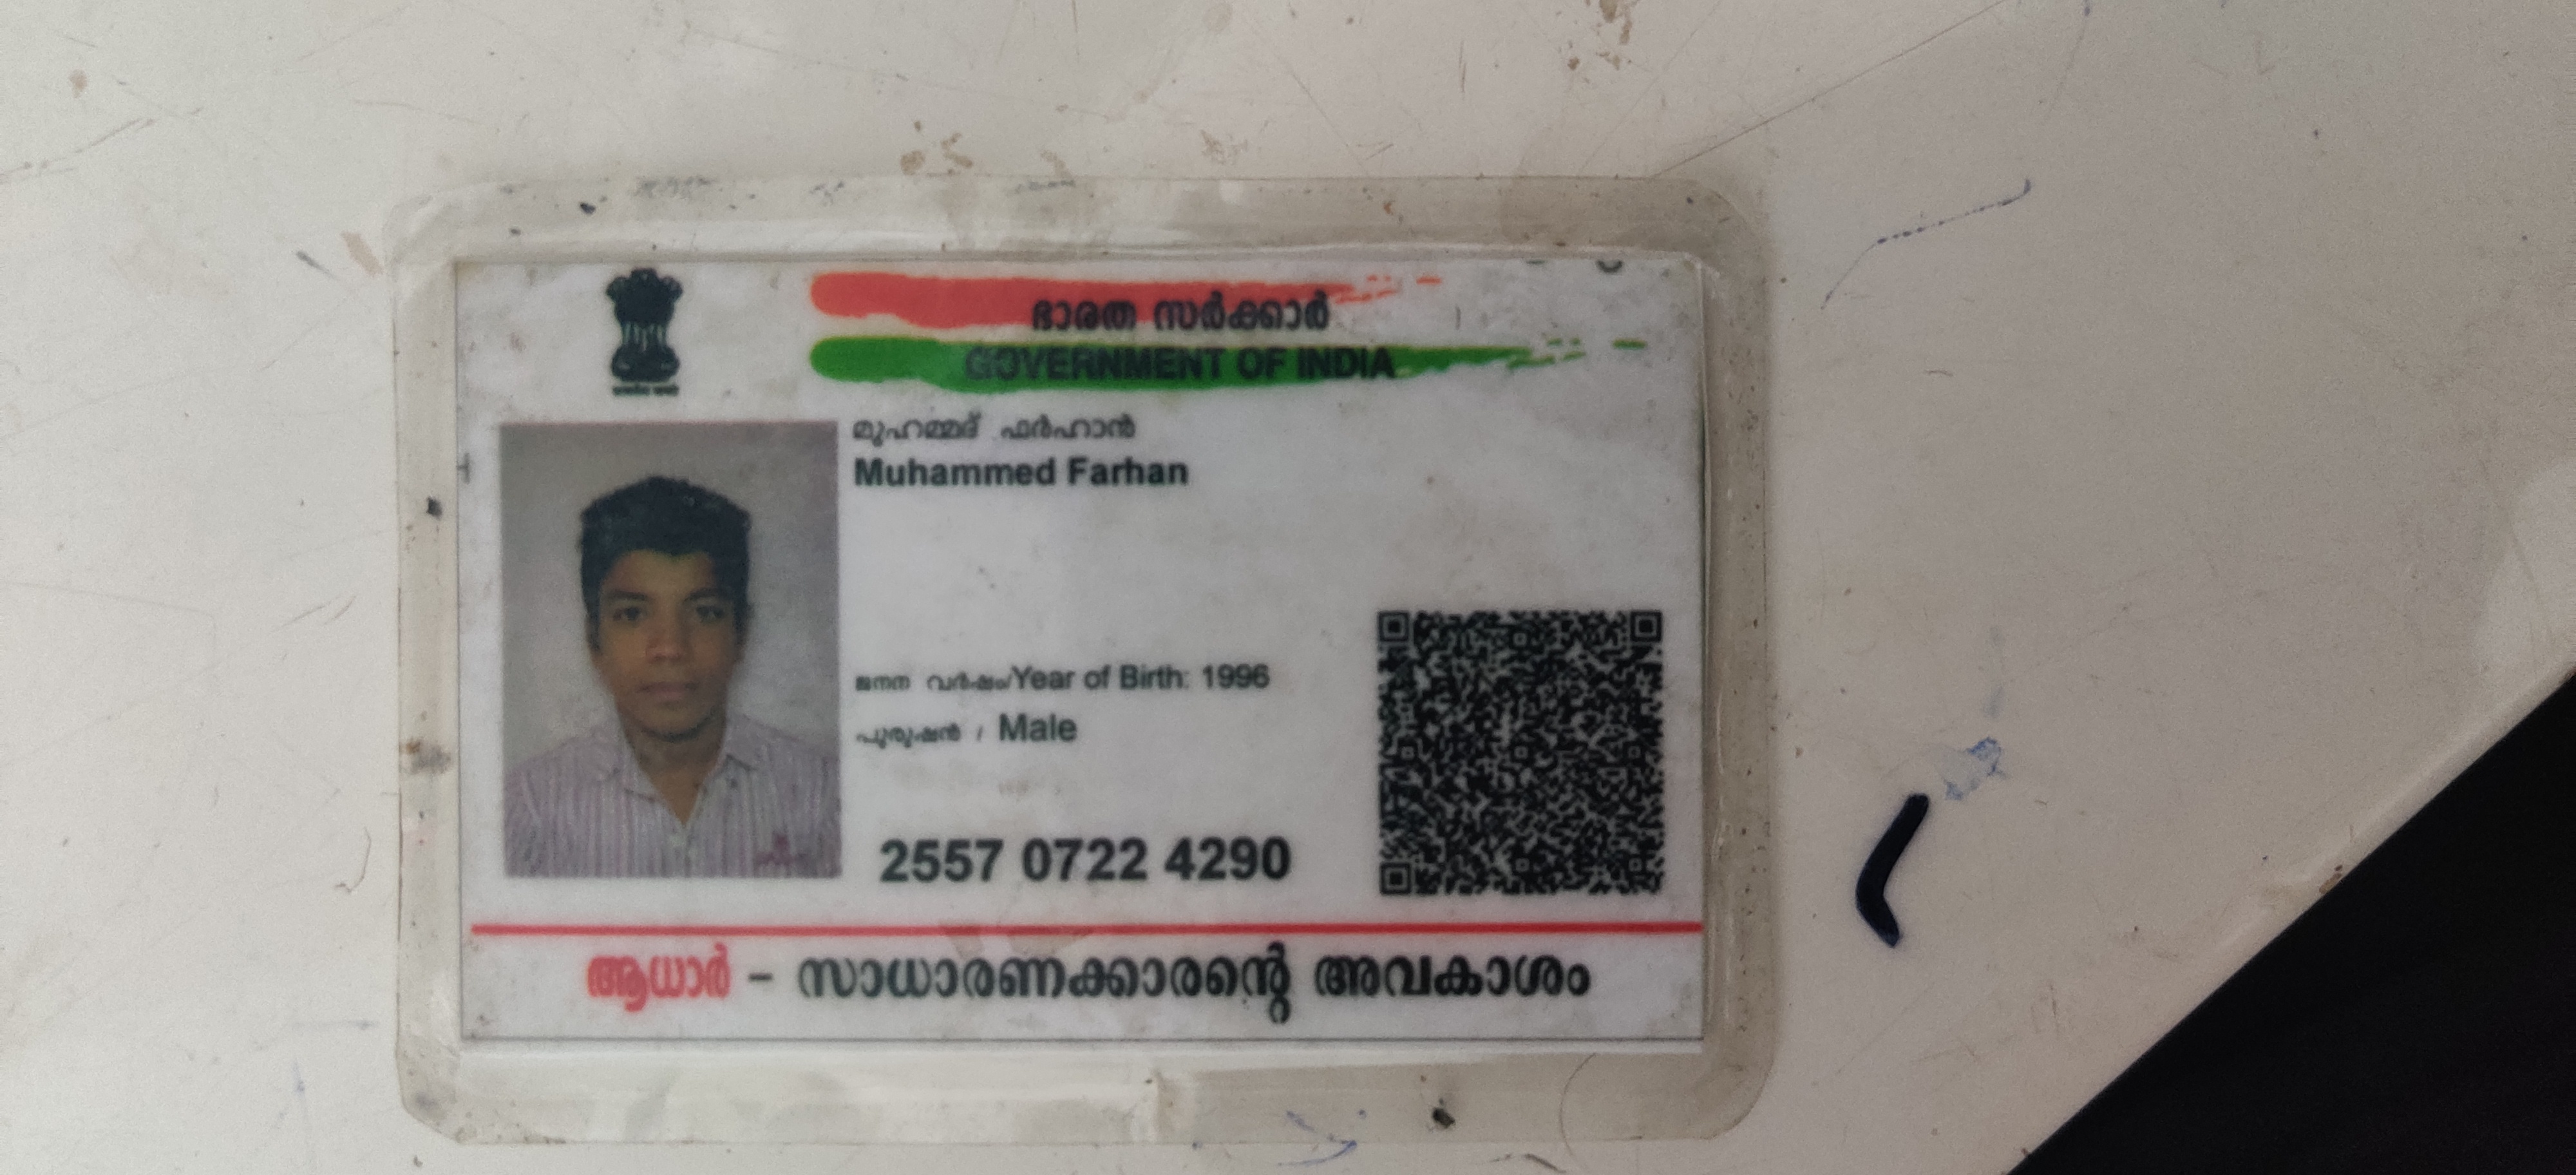 ഭാരത സർക്കാർ
GOVERNMENT OF INDIA
മുഹമ്മദ് ഫർഹാൻ
Muhammed Farhan
ജനന വർഷം/Year of Birth: 1996
പുരുഷൻ / Male
2557 0722 4290
ആധാർ - സാധാരണക്കാരന്റെ അവകാശം